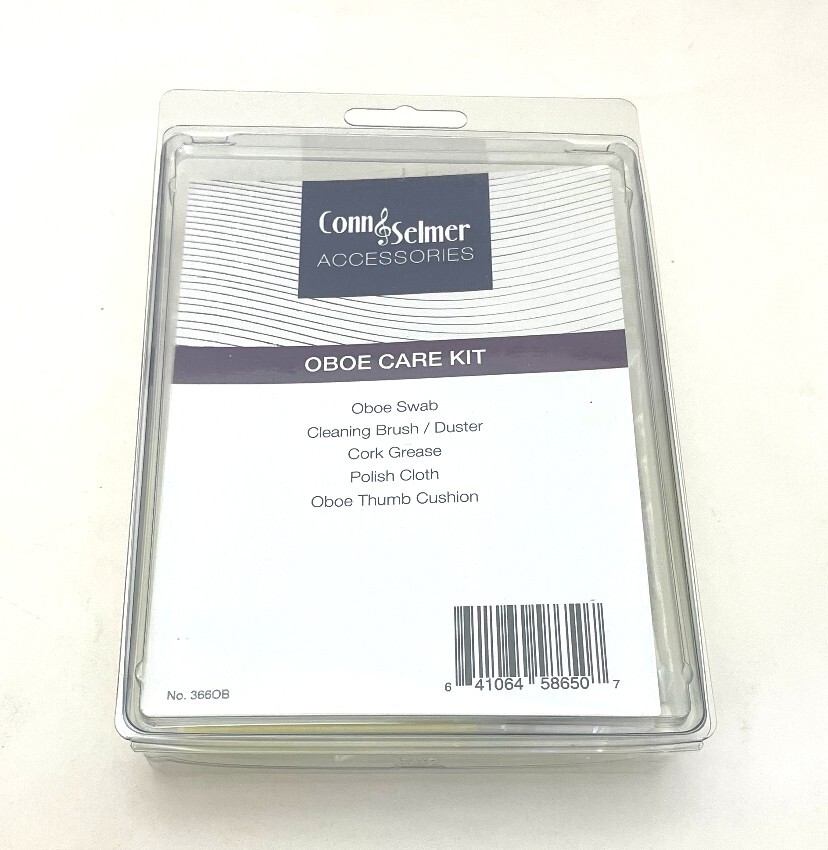 Conn Selmer
ACCESSORIES
OBOE CARE KIT
Oboe Swab
Cleaning Brush / Duster
Cork Grease
Polish Cloth
Oboe Thumb Cushion
No. 366OB
6 41064 58650 7